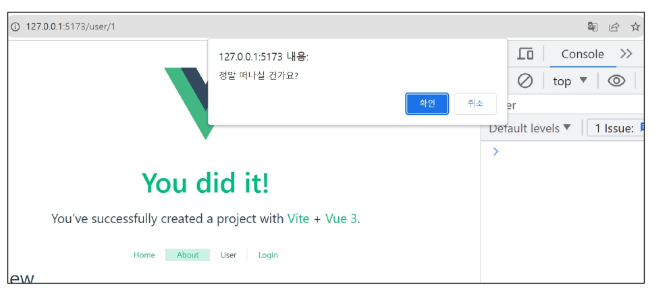 127.0.0.1:5173/user/1
127.0.0.1:5173 내용:
정말 떠나실 건가요?
확인 취소
Console
top
er
Default levels 1 Issue:
You did it!
You've successfully created a project with Vite + Vue 3.
Home About User Login
ew